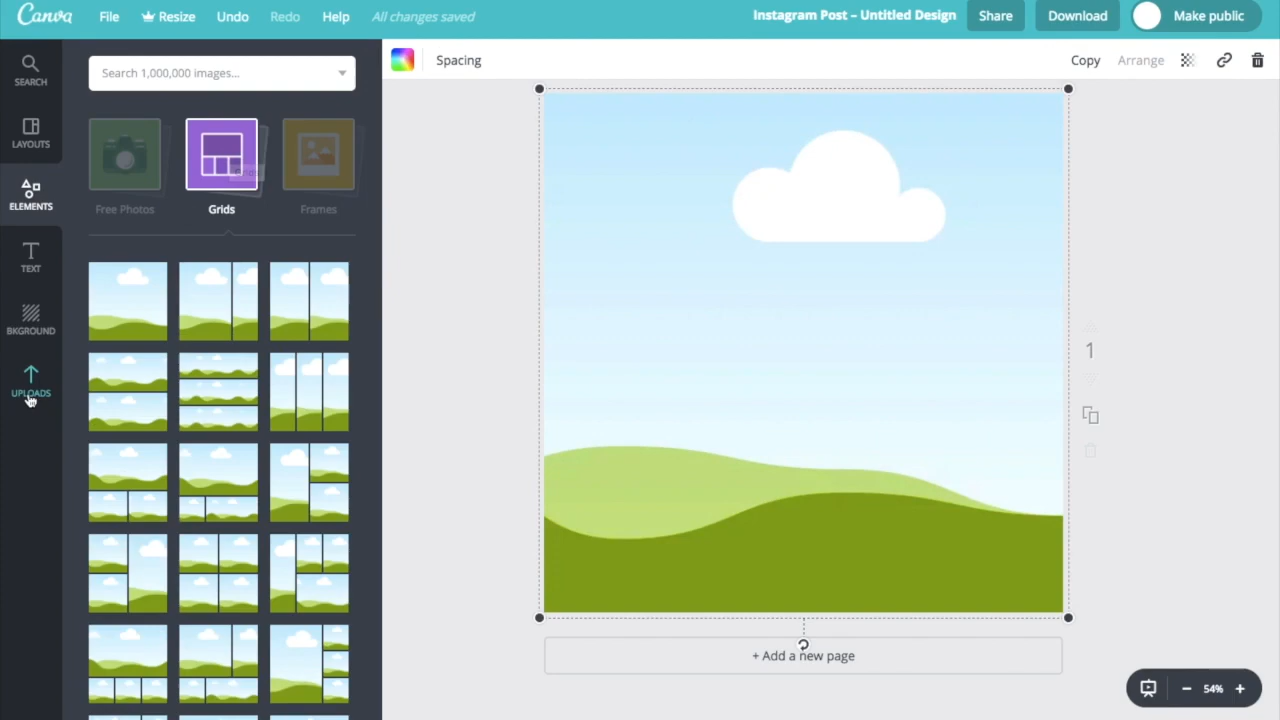 Canva
File
Resize
Undo
Redo
Help
All changes saved
Instagram Post – Untitled Design
Share
Download
Make public
SEARCH
LAYOUTS
ELEMENTS
TEXT
BKGROUND
UPLOADS
Search 1,000,000 images...
Free Photos
Grids
Frames
Spacing
Copy
Arrange
1
+ Add a new page
54%